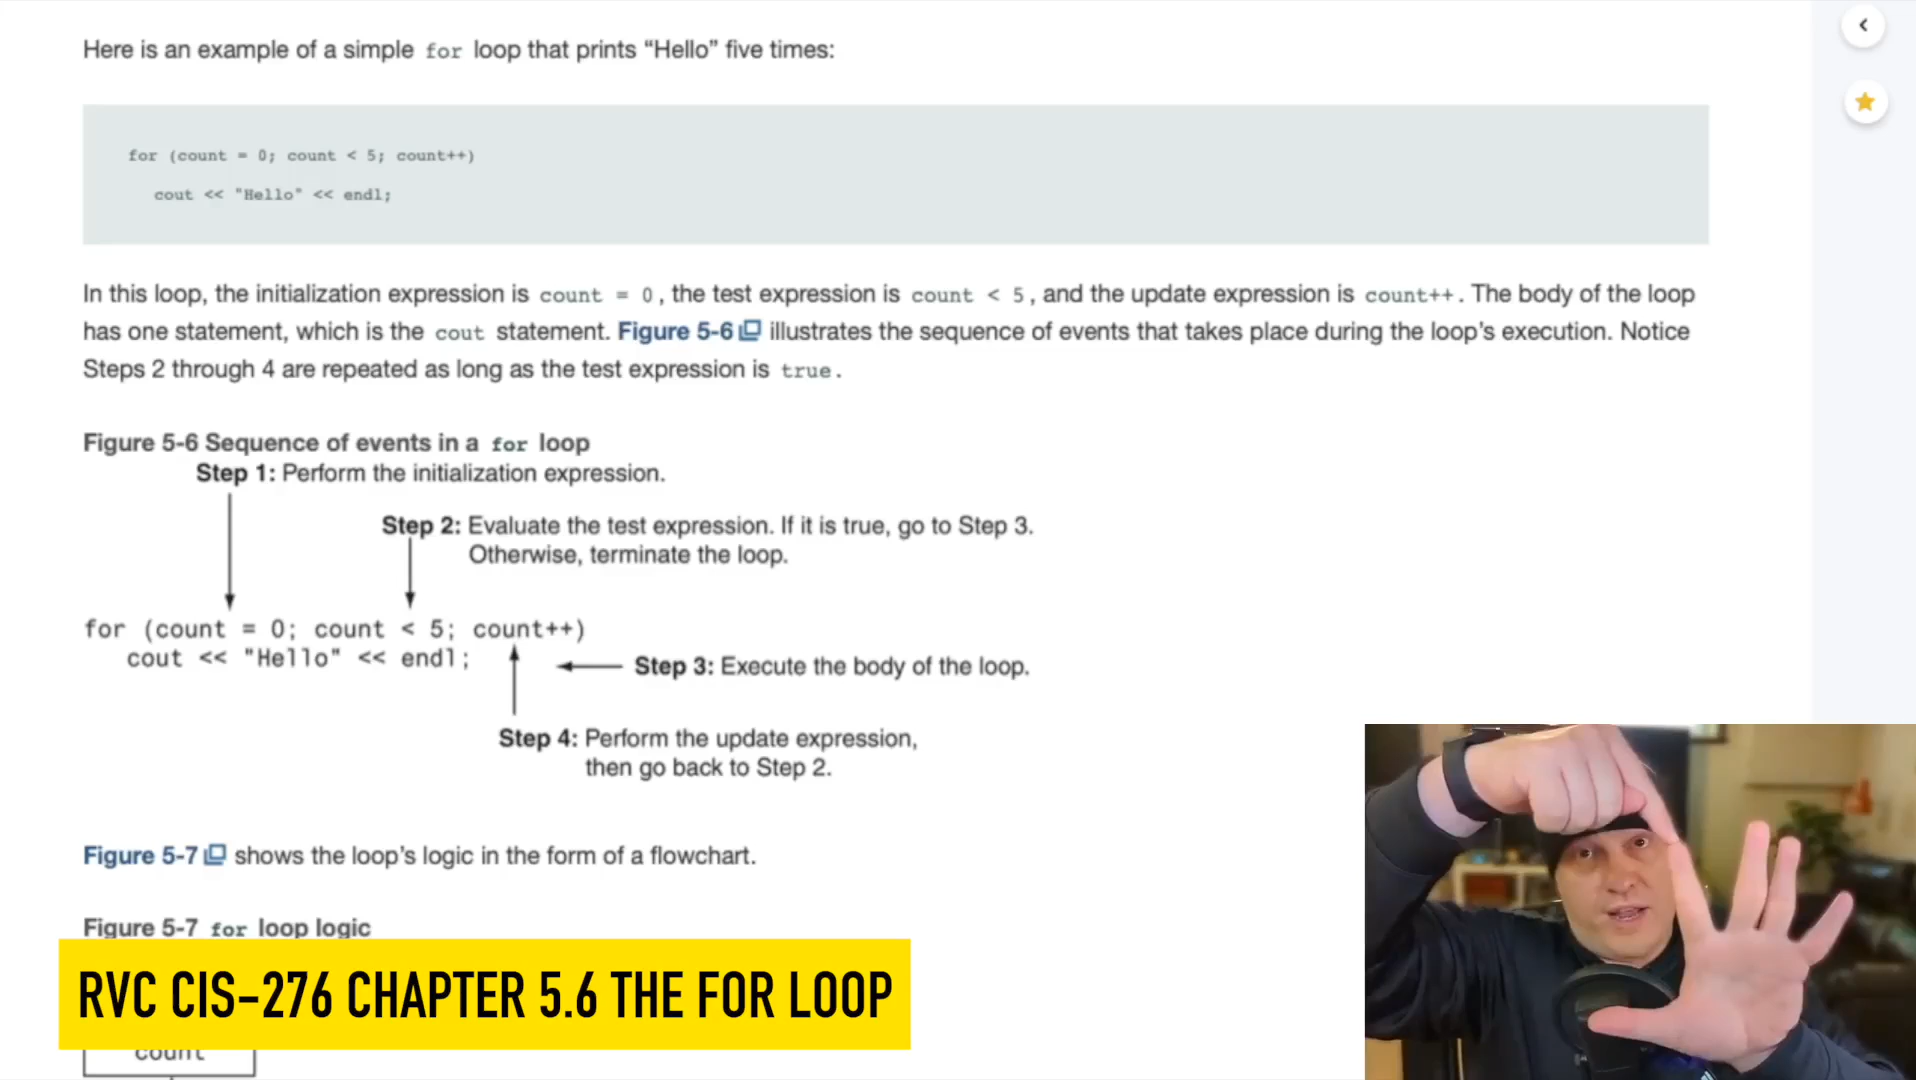 Here is an example of a simple for loop that prints “Hello” five times:
for (count = 0; count < 5; count++)
cout << "Hello" << endl;
In this loop, the initialization expression is count = 0, the test expression is count < 5, and the update expression is count++. The body of the loop
has one statement, which is the cout statement. Figure 5-6 illustrates the sequence of events that takes place during the loop’s execution. Notice
Steps 2 through 4 are repeated as long as the test expression is true.
Figure 5-6 Sequence of events in a for loop
Step 1: Perform the initialization expression.
Step 2: Evaluate the test expression. If it is true, go to Step 3.
Otherwise, terminate the loop.
for (count = 0; count < 5; count++)
cout << "Hello" << endl;
Step 3: Execute the body of the loop.
Step 4: Perform the update expression,
then go back to Step 2.
Figure 5-7 shows the loop’s logic in the form of a flowchart.
Figure 5-7 for loop logic
RVC CIS-276 CHAPTER 5.6 THE FOR LOOP
count